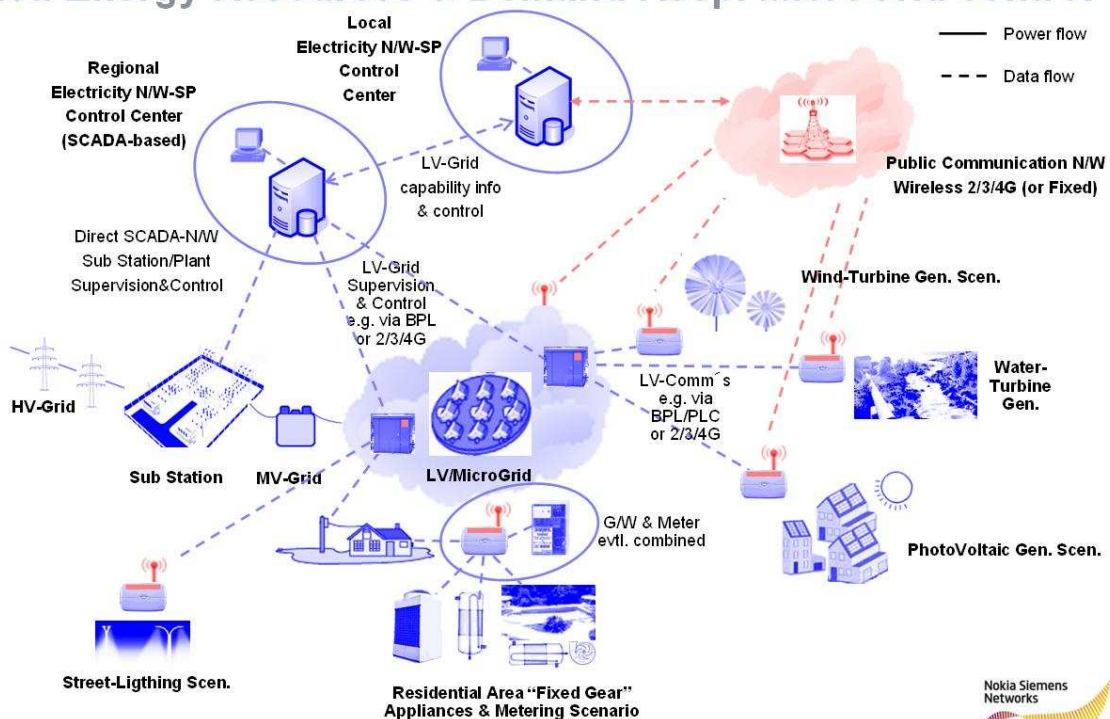 Local
Electricity N/W-SP
Control
Center
Power flow
Data flow
Regional
Electricity N/W-SP
Control Center
(SCADA-based)
LV-Grid
capability info
& control
Public Communication N/W
Wireless 2/3/4G (or Fixed)
Direct SCADA-N/W
Sub Station/Plant
Supervision&Control
LV-Grid
Supervision
& Control
e.g. via BPL
or 2/3/4G
Wind-Turbine Gen. Scen.
Water-
Turbine
Gen.
LV-Comm´s
e.g. via
BPL/PLC
or 2/3/4G
HV-Grid
Sub Station
MV-Grid
LV/MicroGrid
G/W & Meter
evtl. combined
PhotoVoltaic Gen. Scen.
Street-Ligthing Scen.
Residential Area “Fixed Gear”
Appliances & Metering Scenario
Nokia Siemens
Networks